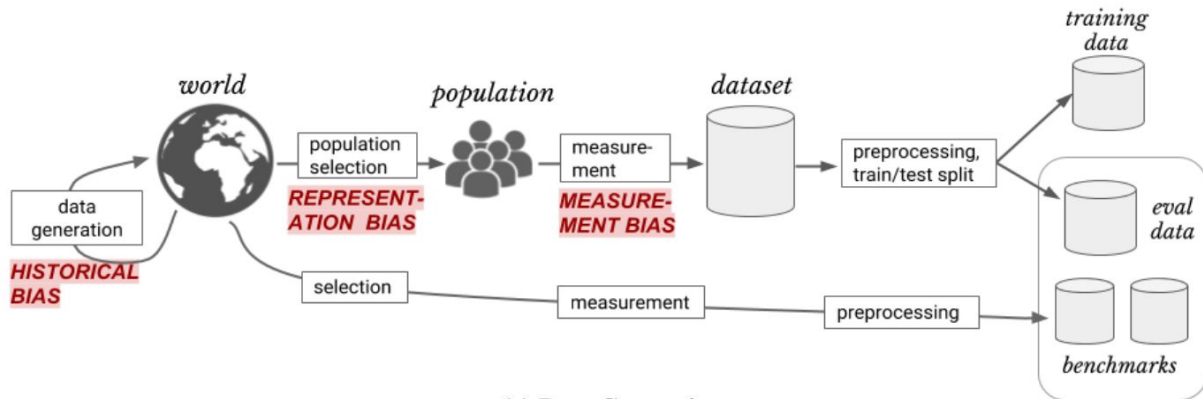 training
data
world
population
dataset
population
selection
measure-
ment
preprocessing,
train/test split
REPRESENT-
ATION BIAS
MEASURE-
MENT BIAS
data
generation
eval
data
HISTORICAL
BIAS
selection
measurement
preprocessing
benchmarks